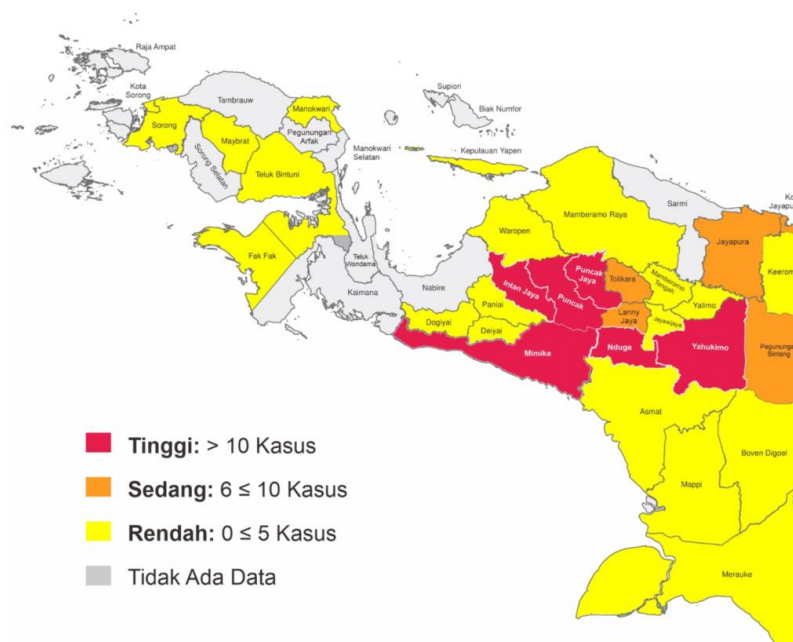 Raja Ampat
Kota
Sorong
Tambrauw
Manokwari
Sorong
Maybrat
Pegunungan
Arfak
Manokwari
Selatan
Sorong Selatan
Teluk Bintuni
Supiori
Biak Numfor
Kepulauan Yapen
Fak Fak
Teluk
Wondama
Kaimana
Nabire
Waropen
Mamberamo Raya
Sarmi
Jayapura
Keerom
Puncak
Jaya
Tolikara
Mamberamo
Tengah
Intan Jaya
Puncak
Paniai
Lanny
Jaya
Yalimo
Jayawijaya
Dogiyai
Deiyai
Mimika
Nduga
Yahukimo
Bintang
Asmat
Boven Digoel
Mappi
Merauke
Tinggi: > 10 Kasus
Sedang: 6 ≤ 10 Kasus
Rendah: 0 ≤ 5 Kasus
Tidak Ada Data